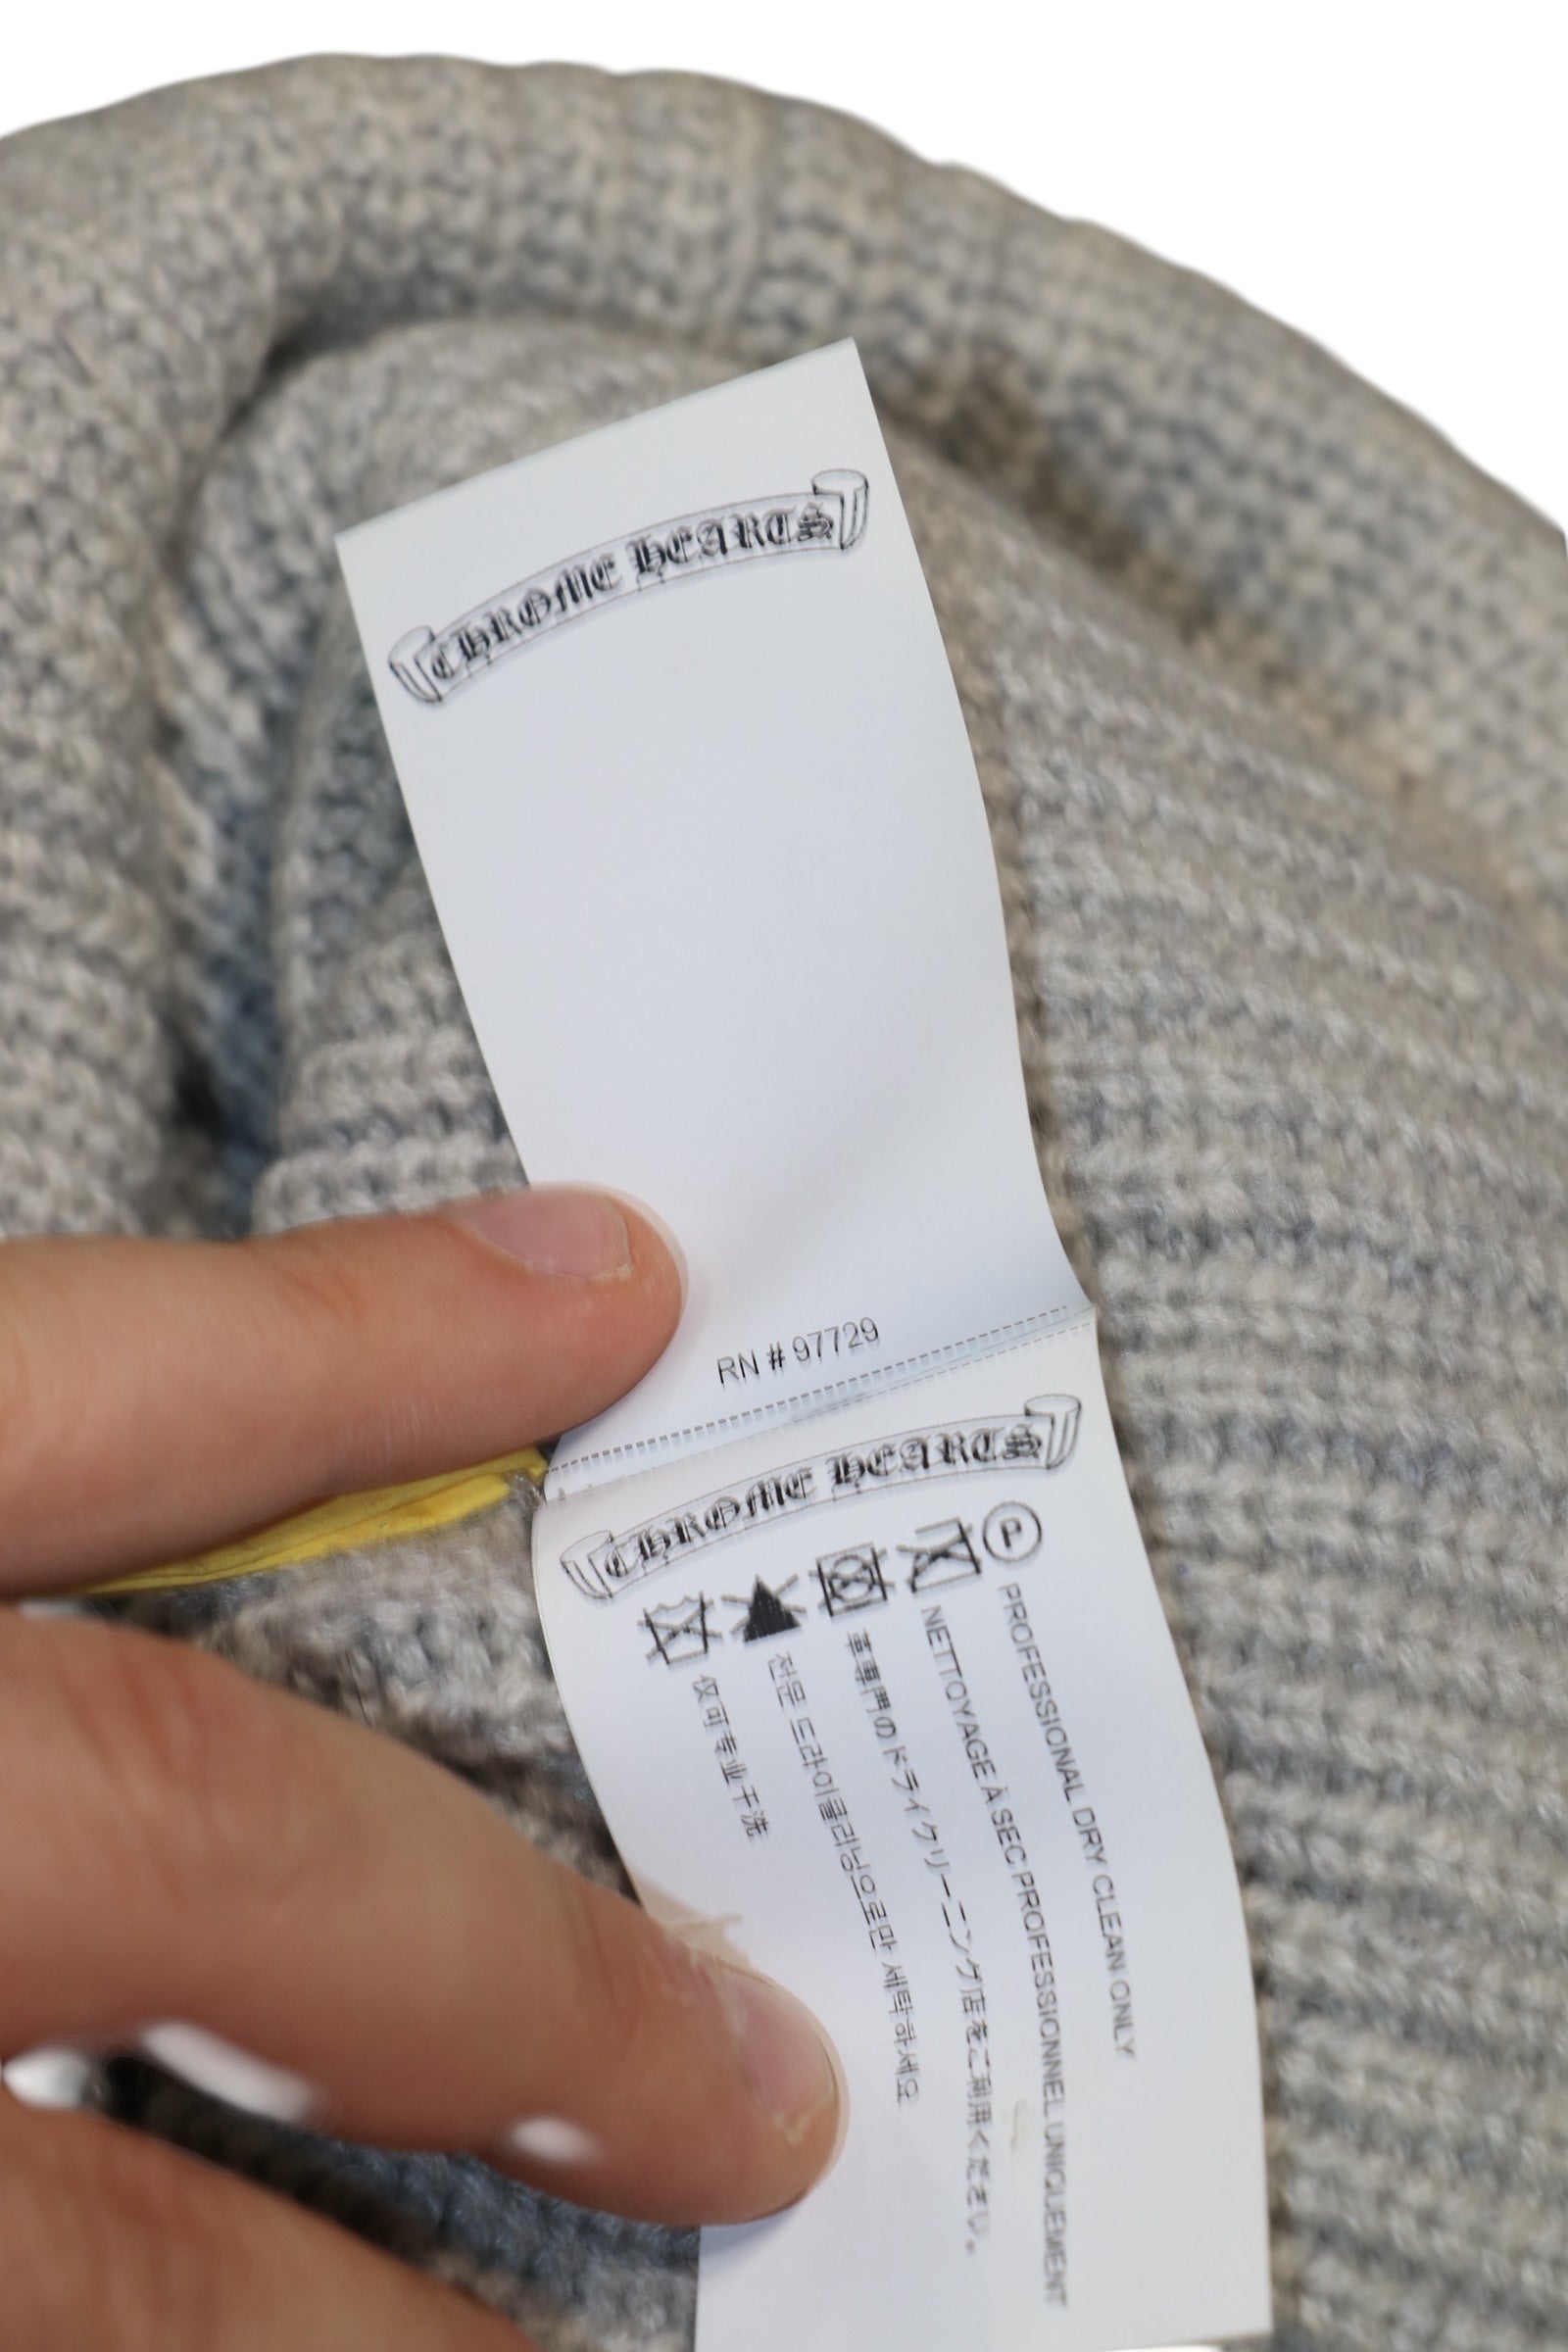 CHROME HEARTS
RN # 97729
CHROME HEARTS
PROFESSIONAL DRY CLEAN ONLY
NETTOYAGE À SEC PROFESSIONNEL UNIQUEMENT
革専門のドライクリーニング店をご利用ください。
전문 드라이클리닝으로만 세탁하세요
仅可专业干洗